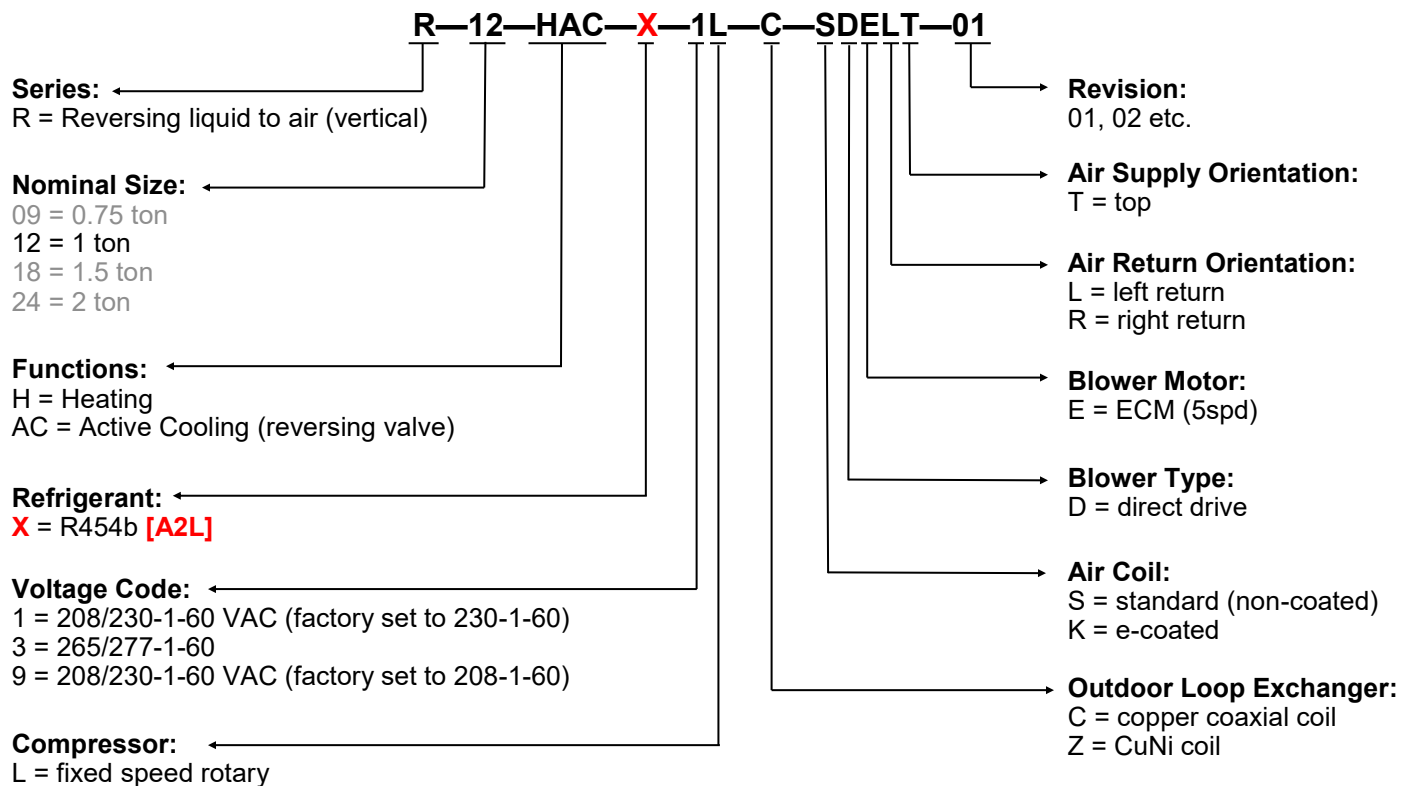 R—12—HAC—X—1L—C—SDELT—01
Series:
R = Reversing liquid to air (vertical)
Nominal Size:
09 = 0.75 ton
12 = 1 ton
18 = 1.5 ton
24 = 2 ton
Functions:
H = Heating
AC = Active Cooling (reversing valve)
Refrigerant:
X = R454b [A2L]
Voltage Code:
1 = 208/230-1-60 VAC (factory set to 230-1-60)
3 = 265/277-1-60
9 = 208/230-1-60 VAC (factory set to 208-1-60)
Compressor:
L = fixed speed rotary
Revision:
01, 02 etc.
Air Supply Orientation:
T = top
Air Return Orientation:
L = left return
R = right return
Blower Motor:
E = ECM (5spd)
Blower Type:
D = direct drive
Air Coil:
S = standard (non-coated)
K = e-coated
Outdoor Loop Exchanger:
C = copper coaxial coil
Z = CuNi coil